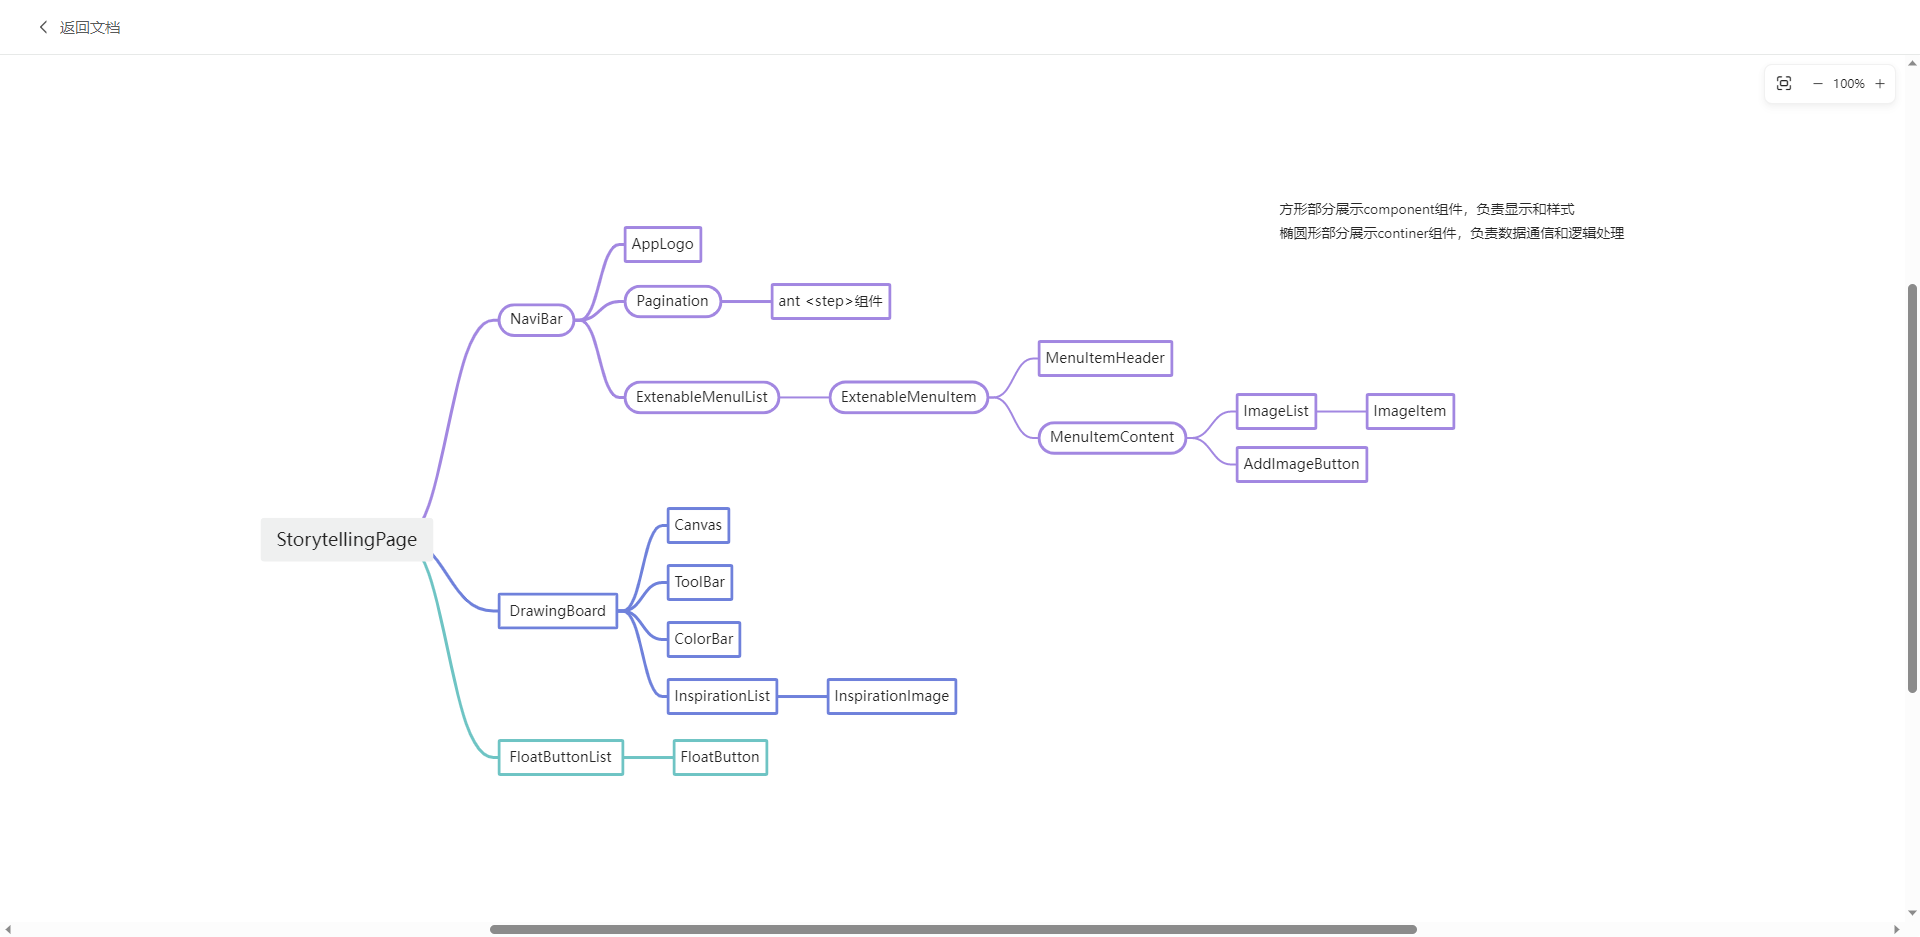 返回文档
100%
方形部分展示component组件，负责显示和样式
椭圆形部分展示continer组件，负责数据通信和逻辑处理
AppLogo
Pagination
ant <step>组件
NaviBar
MenuItemHeader
ExtenableMenulList
ExtenableMenuItem
ImageList
ImageItem
MenuItemContent
AddImageButton
StorytellingPage
Canvas
ToolBar
DrawingBoard
ColorBar
InspirationList
InspirationImage
FloatButtonList
FloatButton